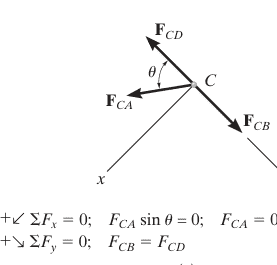 F_CD
θ
C
F_CA
F_CB
x
+↙ ΣF_x = 0; F_CA sin θ = 0; F_CA = 0
+↘ ΣF_y = 0; F_CB = F_CD